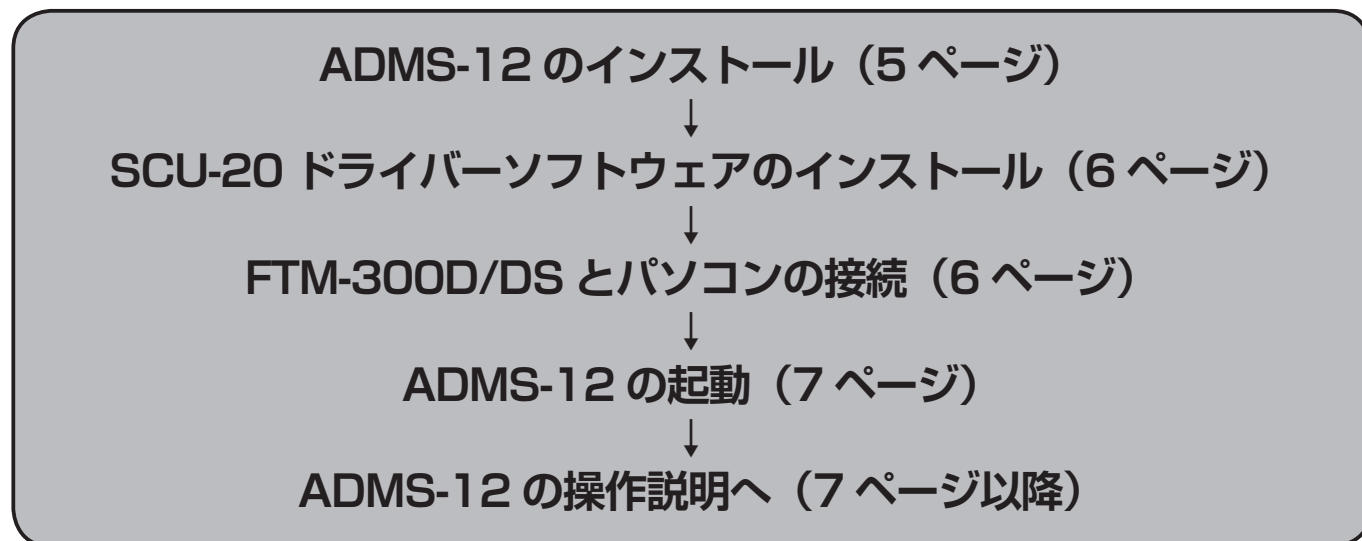 ADMS-12 のインストール（5 ページ）
↓
SCU-20 ドライバーソフトウェアのインストール（6 ページ）
↓
FTM-300D/DS とパソコンの接続（6 ページ）
↓
ADMS-12 の起動（7 ページ）
↓
ADMS-12 の操作説明へ（7 ページ以降）